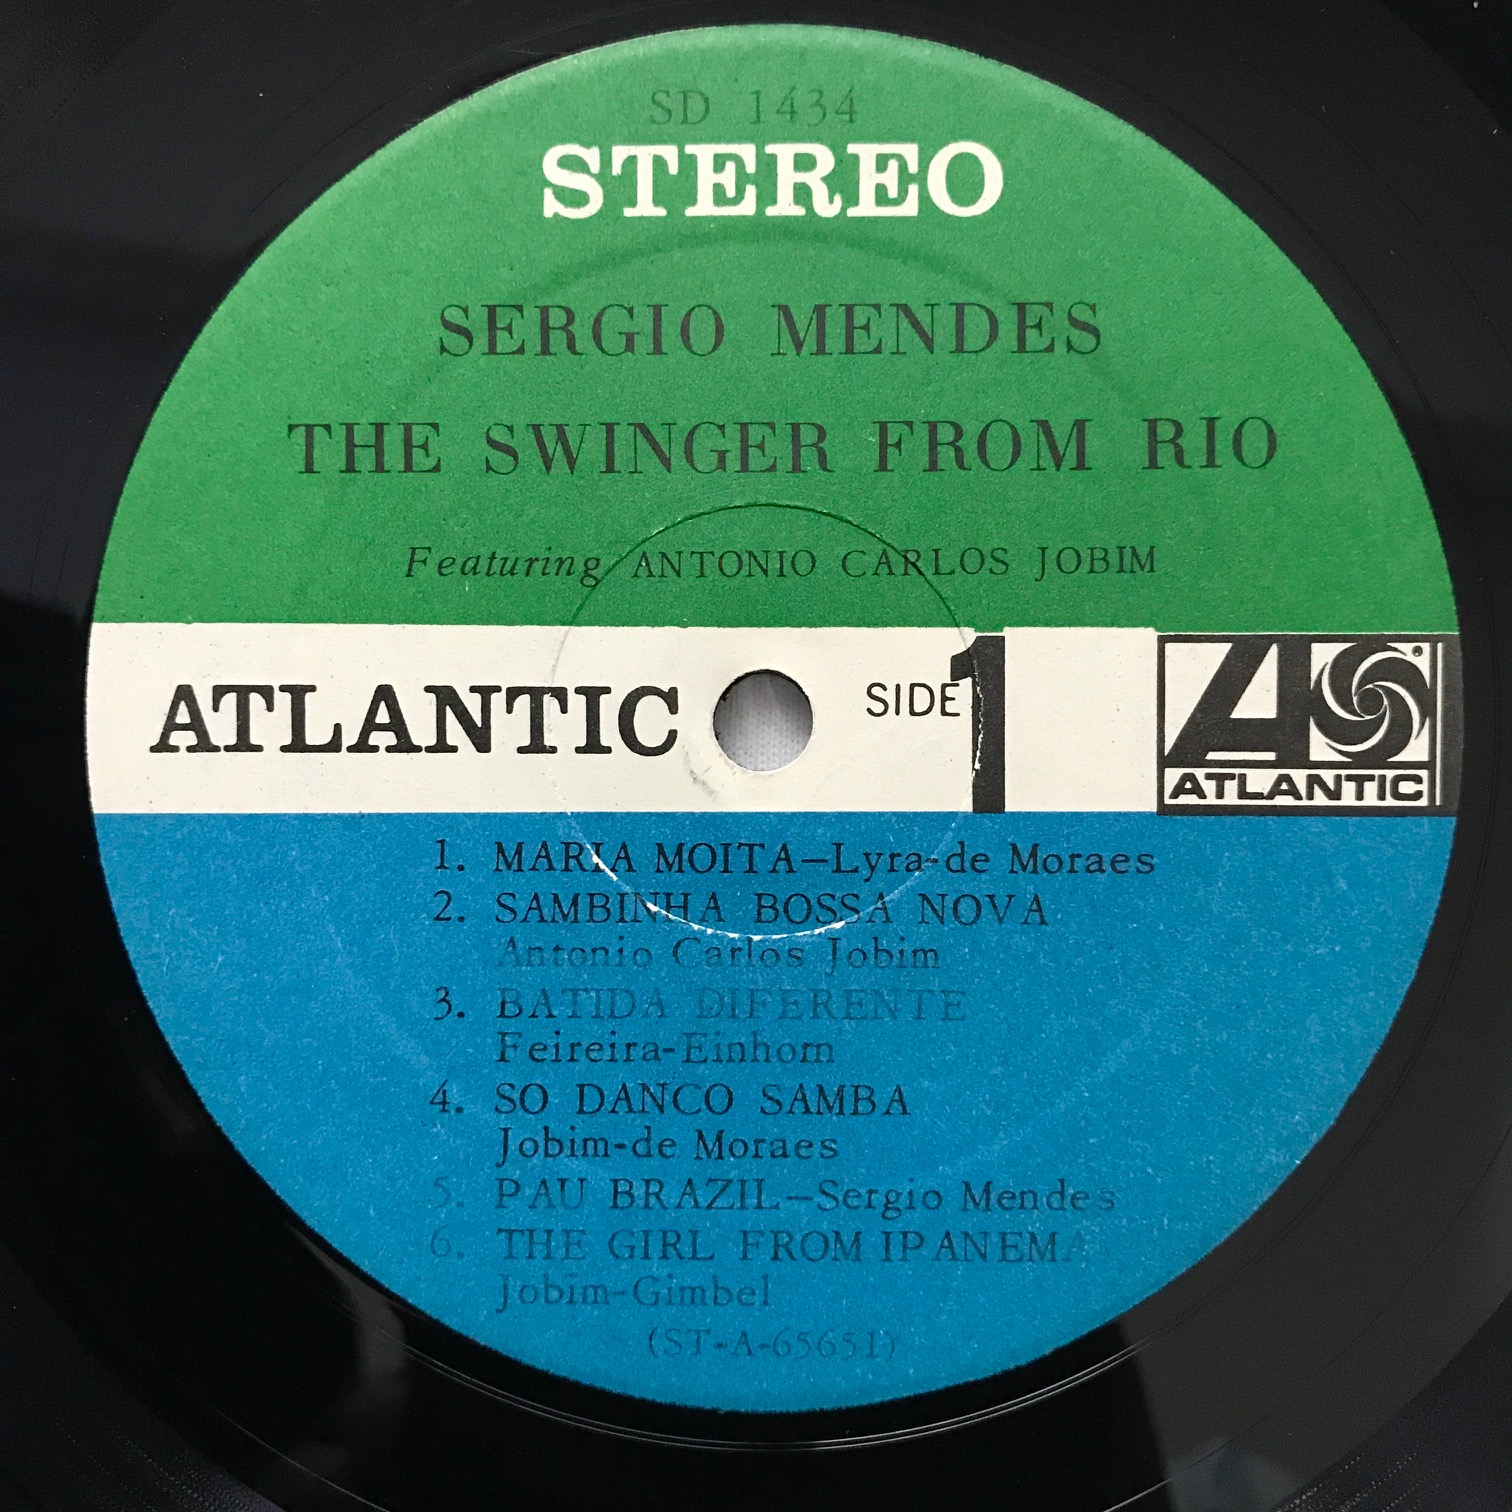 SD 1434
STEREO
SERGIO MENDES
THE SWINGER FROM RIO
Featuring ANTONIO CARLOS JOBIM
ATLANTIC
SIDE 1
ATLANTIC
1. MARIA MOITA—Lyra-de Moraes
2. SAMBINHA BOSSA NOVA
Antonio Carlos Jobim
3. BATIDA DIFERENTE
Feireira-Einhorn
4. SO DANCO SAMBA
Jobim-de Moraes
5. PAU BRAZIL—Sergio Mendes
6. THE GIRL FROM IPANEMA
Jobim-Gimbel
(ST-A-65651)